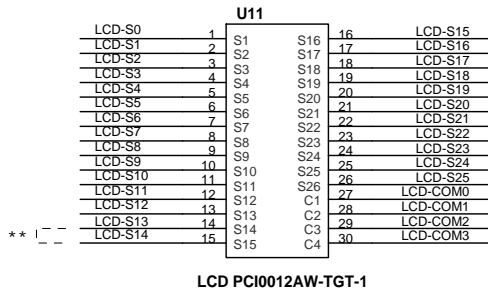 U11
LCD-S0 1 S1 S16 16 LCD-S15
LCD-S1 2 S2 S17 17 LCD-S16
LCD-S2 3 S3 S18 18 LCD-S17
LCD-S3 4 S4 S19 19 LCD-S18
LCD-S4 5 S5 S20 20 LCD-S19
LCD-S5 6 S6 S21 21 LCD-S20
LCD-S6 7 S7 S22 22 LCD-S21
LCD-S7 8 S8 S23 23 LCD-S22
LCD-S8 9 S9 S24 24 LCD-S23
LCD-S9 10 S10 S25 25 LCD-S24
LCD-S10 11 S11 S26 26 LCD-S25
LCD-S11 12 S12 C1 27 LCD-COM0
LCD-S12 13 S13 C2 28 LCD-COM1
LCD-S13 14 S14 C3 29 LCD-COM2
** LCD-S14 15 S15 C4 30 LCD-COM3
LCD PCI0012AW-TGT-1